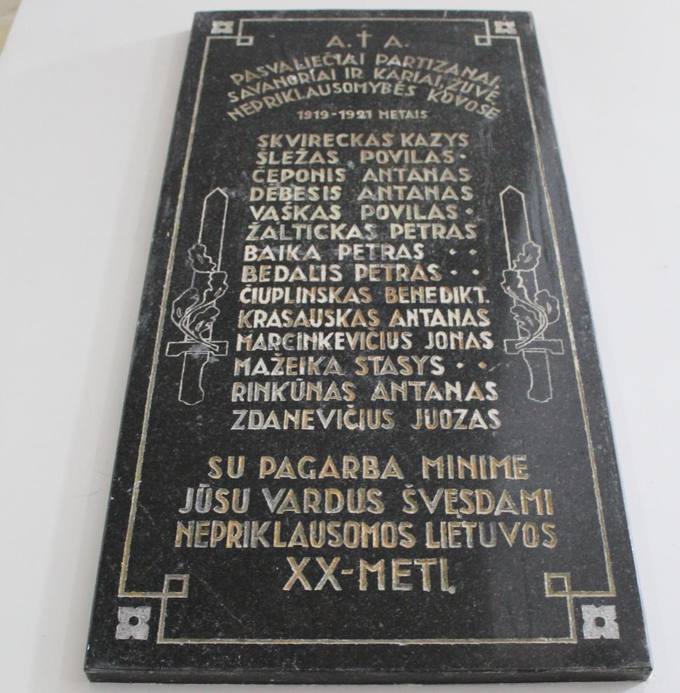 A. † A.
PASVALIEČIAI PARTIZANAI,
SAVANORIAI IR KARIAI, ŽUVĘ
NEPRIKLAUSOMYBĖS KOVOSE
1919-1921 METAIS
SKVIRECKAS KAZYS
ŠLEŽAS POVILAS
ČEPONIS ANTANAS
DĖBESIS ANTANAS
VAŠKAS POVILAS
ŽALTICKAS PETRAS
BAIKA PETRAS
BEDALIS PETRAS
ČIUPLINSKAS BENEDIKT.
KRASAUSKAS ANTANAS
MARCINKEVIČIUS JONAS
MAŽEIKA STASYS
RINKŪNAS ANTANAS
ZDANEVIČIUS JUOZAS
SU PAGARBA MINIME
JŪSU VARDUS ŠVĘSDAMI
NEPRIKLAUSOMOS LIETUVOS
XX-METĮ.